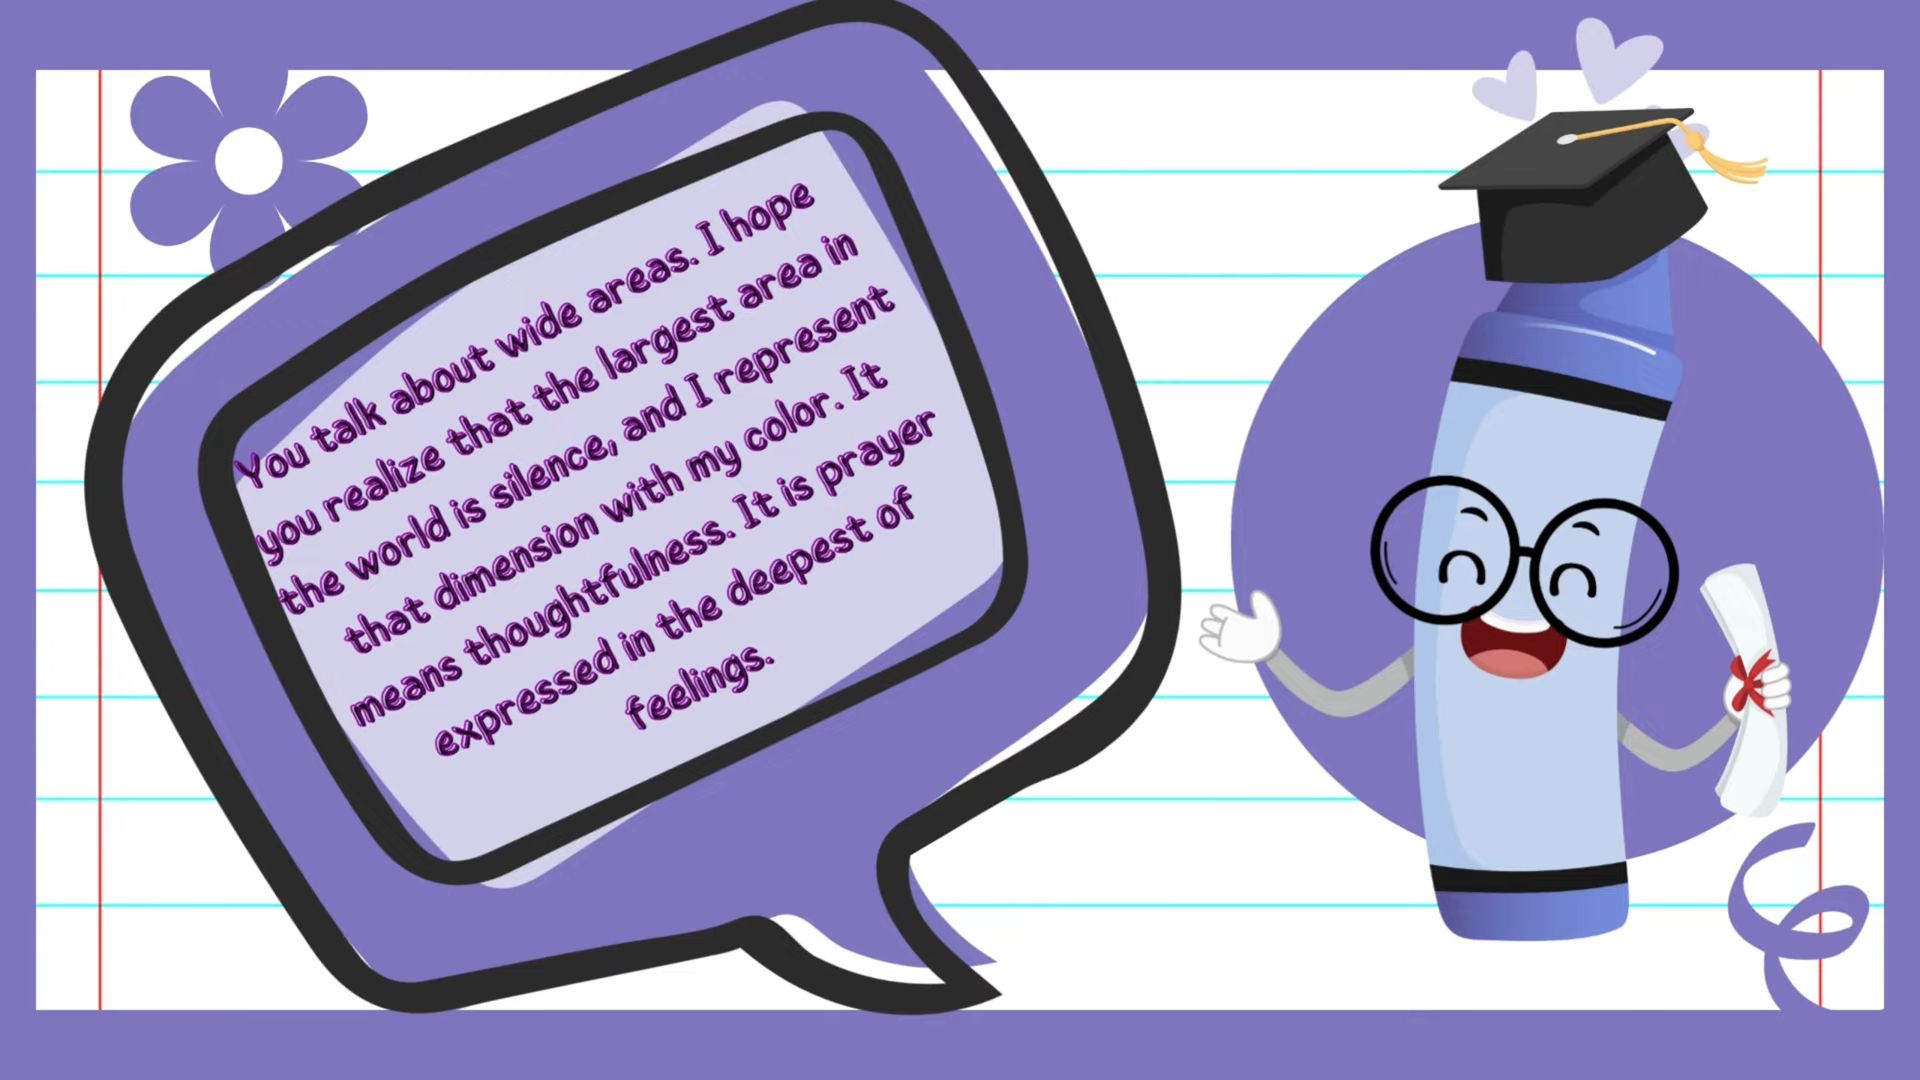 You talk about wide areas. I hope
you realize that the largest area in
the world is silence, and I represent
that dimension with my color. It
means thoughtfulness. It is prayer
expressed in the deepest of
feelings.